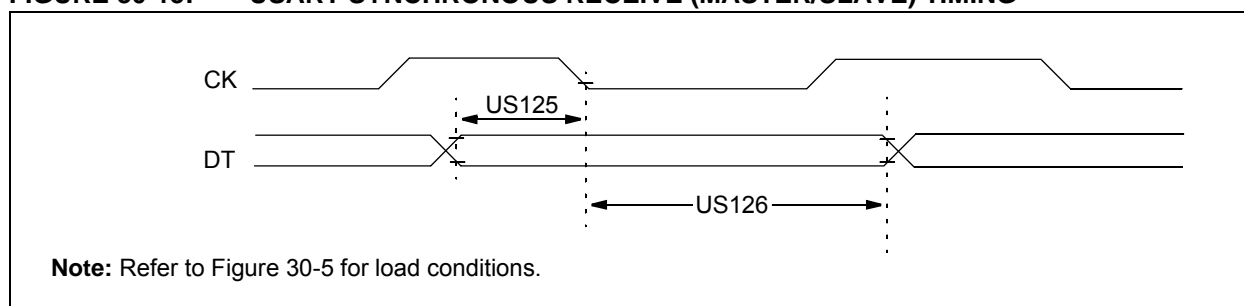 CK
US125
DT
US126
Note: Refer to Figure 30-5 for load conditions.